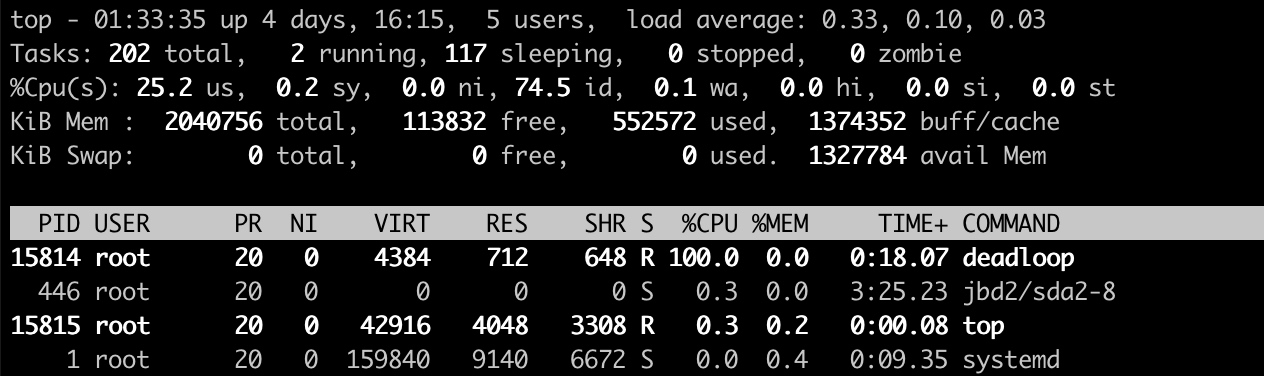 top - 01:33:35 up 4 days, 16:15,  5 users,  load average: 0.33, 0.10, 0.03
Tasks: 202 total,   2 running, 117 sleeping,   0 stopped,   0 zombie
%Cpu(s): 25.2 us,  0.2 sy,  0.0 ni, 74.5 id,  0.1 wa,  0.0 hi,  0.0 si,  0.0 st
KiB Mem :  2040756 total,   113832 free,   552572 used,  1374352 buff/cache
KiB Swap:        0 total,        0 free,        0 used.  1327784 avail Mem
  PID USER      PR  NI    VIRT    RES    SHR S  %CPU %MEM     TIME+ COMMAND
15814 root      20   0    4384    712    648 R 100.0  0.0   0:18.07 deadloop
  446 root      20   0       0      0      0 S   0.3  0.0   3:25.23 jbd2/sda2-8
15815 root      20   0   42916   4048   3308 R   0.3  0.2   0:00.08 top
    1 root      20   0  159840   9140   6672 S   0.0  0.4   0:09.35 systemd